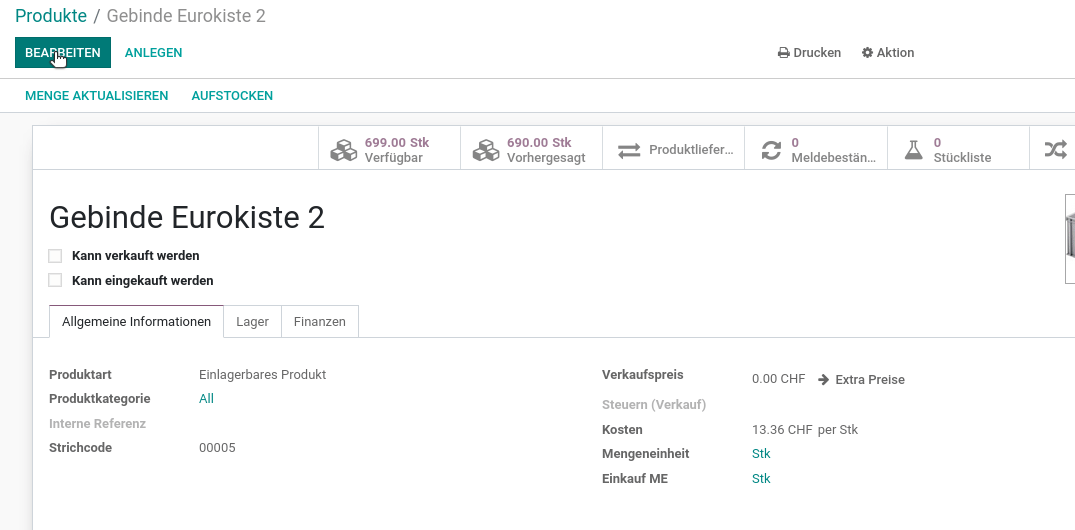 Produkte / Gebinde Eurokiste 2
BEARBEITEN ANLEGEN Drucken Aktion
MENGE AKTUALISIEREN AUFSTOCKEN
699.00 Stk Verfügbar
690.00 Stk Vorhergesagt
Produktliefer...
0 Meldebestän...
0 Stückliste
Gebinde Eurokiste 2
Kann verkauft werden
Kann eingekauft werden
Allgemeine Informationen Lager Finanzen
Produktart Einlagerbares Produkt
Produktkategorie All
Interne Referenz
Strichcode 00005
Verkaufspreis 0.00 CHF Extra Preise
Steuern (Verkauf)
Kosten 13.36 CHF per Stk
Mengeneinheit Stk
Einkauf ME Stk